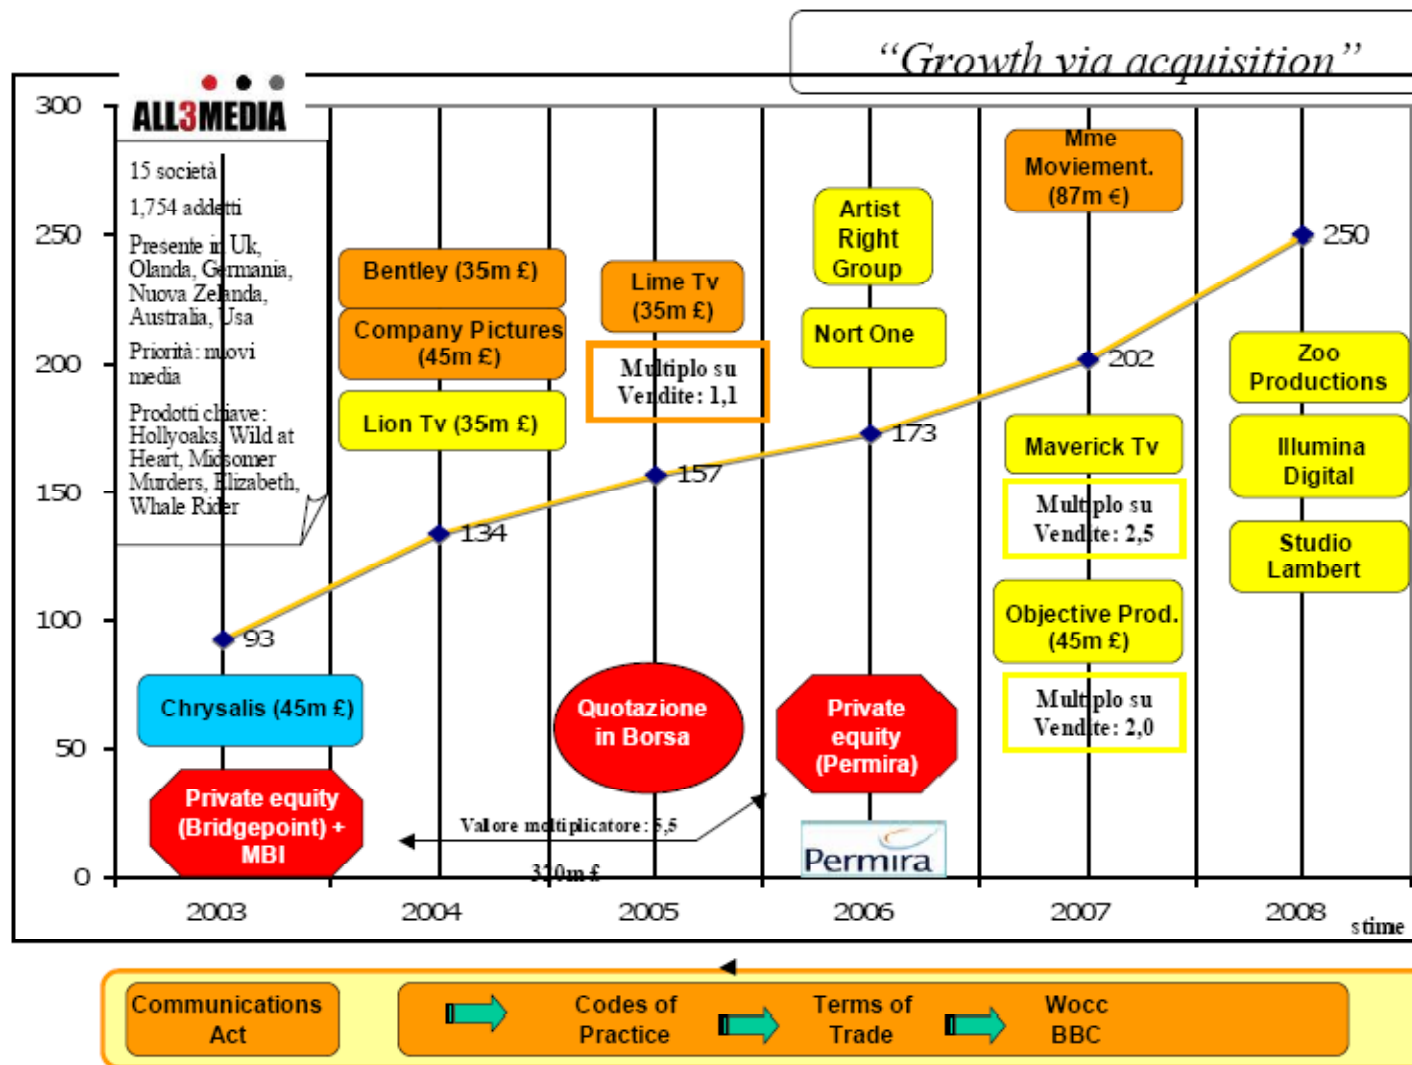 “Growth via acquisition”
ALL3MEDIA
15 società
1,754 addetti
Presente in Uk,
Olanda, Germania,
Nuova Zelanda,
Australia, Usa
Priorità: nuovi
media
Prodotti chiave:
Hollyoaks, Wild at
Heart, Midsomer
Murders, Elizabeth,
Whale Rider
300
250
200
150
100
50
0
93
134
157
173
202
250
Chrysalis (45m £)
Private equity
(Bridgepoint) +
MBI
Bentley (35m £)
Company Pictures
(45m £)
Lion Tv (35m £)
Lime Tv
(35m £)
Multiplo su
Vendite: 1,1
Quotazione
in Borsa
Valore moltiplicatore: 5,5
320m £
Artist
Right
Group
Nort One
Private
equity
(Permira)
Permira
Mme
Moviement.
(87m €)
Maverick Tv
Multiplo su
Vendite: 2,5
Objective Prod.
(45m £)
Multiplo su
Vendite: 2,0
Zoo
Productions
Illumina
Digital
Studio
Lambert
2003
2004
2005
2006
2007
2008
stime
Communications
Act
Codes of
Practice
Terms of
Trade
Wocc
BBC